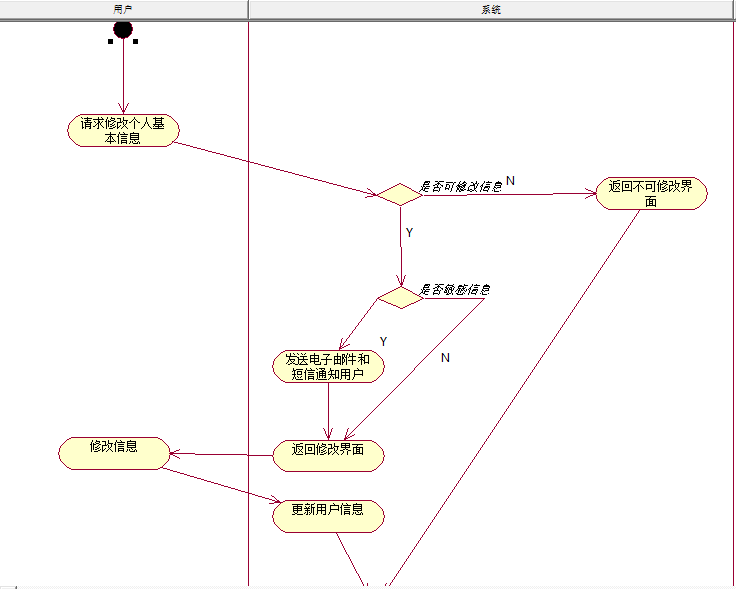 用户
系统
请求修改个人基
本信息
是否可修改信息
N
返回不可修改界
面
Y
是否敏感信息
Y
N
发送电子邮件和
短信通知用户
修改信息
返回修改界面
更新用户信息